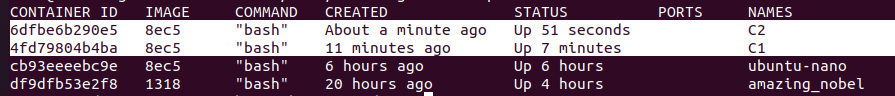 CONTAINER ID IMAGE COMMAND CREATED STATUS PORTS NAMES
6dfbe6b290e5 8ec5 "bash" About a minute ago Up 51 seconds C2
4fd79804b4ba 8ec5 "bash" 11 minutes ago Up 7 minutes C1
cb93eeeebc9e 8ec5 "bash" 6 hours ago Up 6 hours ubuntu-nano
df9dfb53e2f8 1318 "bash" 20 hours ago Up 4 hours amazing_nobel